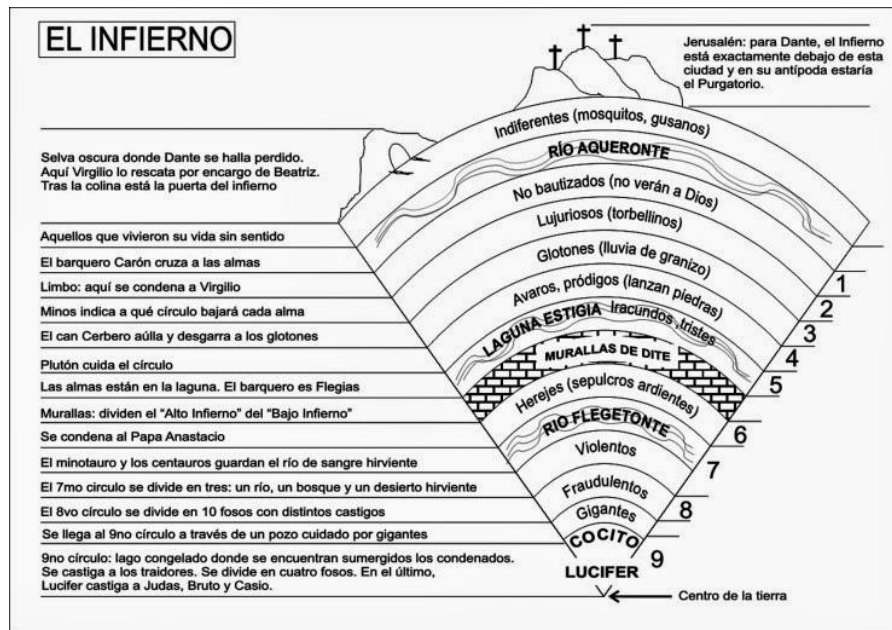 EL INFIERNO
Jerusalén: para Dante, el Infierno
está exactamente debajo de esta
ciudad y en su antípoda estaría
el Purgatorio.
Selva oscura donde Dante se halla perdido.
Aquí Virgilio lo rescata por encargo de Beatriz.
Tras la colina está la puerta del infierno
Aquellos que vivieron su vida sin sentido
El barquero Carón cruza a las almas
Limbo: aquí se condena a Virgilio
Minos indica a qué círculo bajará cada alma
El can Cerbero aúlla y desgarra a los glotones
Plutón cuida el círculo
Las almas están en la laguna. El barquero es Flegias
Murallas: dividen el "Alto Infierno" del "Bajo Infierno"
Se condena al Papa Anastacio
El minotauro y los centauros guardan el río de sangre hirviente
El 7mo circulo se divide en tres: un río, un bosque y un desierto hirviente
El 8vo círculo se divide en 10 fosos con distintos castigos
Se llega al 9no círculo a través de un pozo cuidado por gigantes
9no círculo: lago congelado donde se encuentran sumergidos los condenados.
Se castiga a los traidores. Se divide en cuatro fosos. En el último,
Lucifer castiga a Judas, Bruto y Casio.
Indiferentes (mosquitos, gusanos)
RÍO AQUERONTE
No bautizados (no verán a Dios)
Lujuriosos (torbellinos)
Glotones (lluvia de granizo)
Avaros, pródigos (lanzan piedras)
LAGUNA ESTIGIA Iracundos, tristes
MURALLAS DE DITE
Herejes (sepulcros ardientes)
RIO FLEGETONTE
Violentos
Fraudulentos
Gigantes
COCITO
LUCIFER
1
2
3
4
5
6
7
8
9
Centro de la tierra